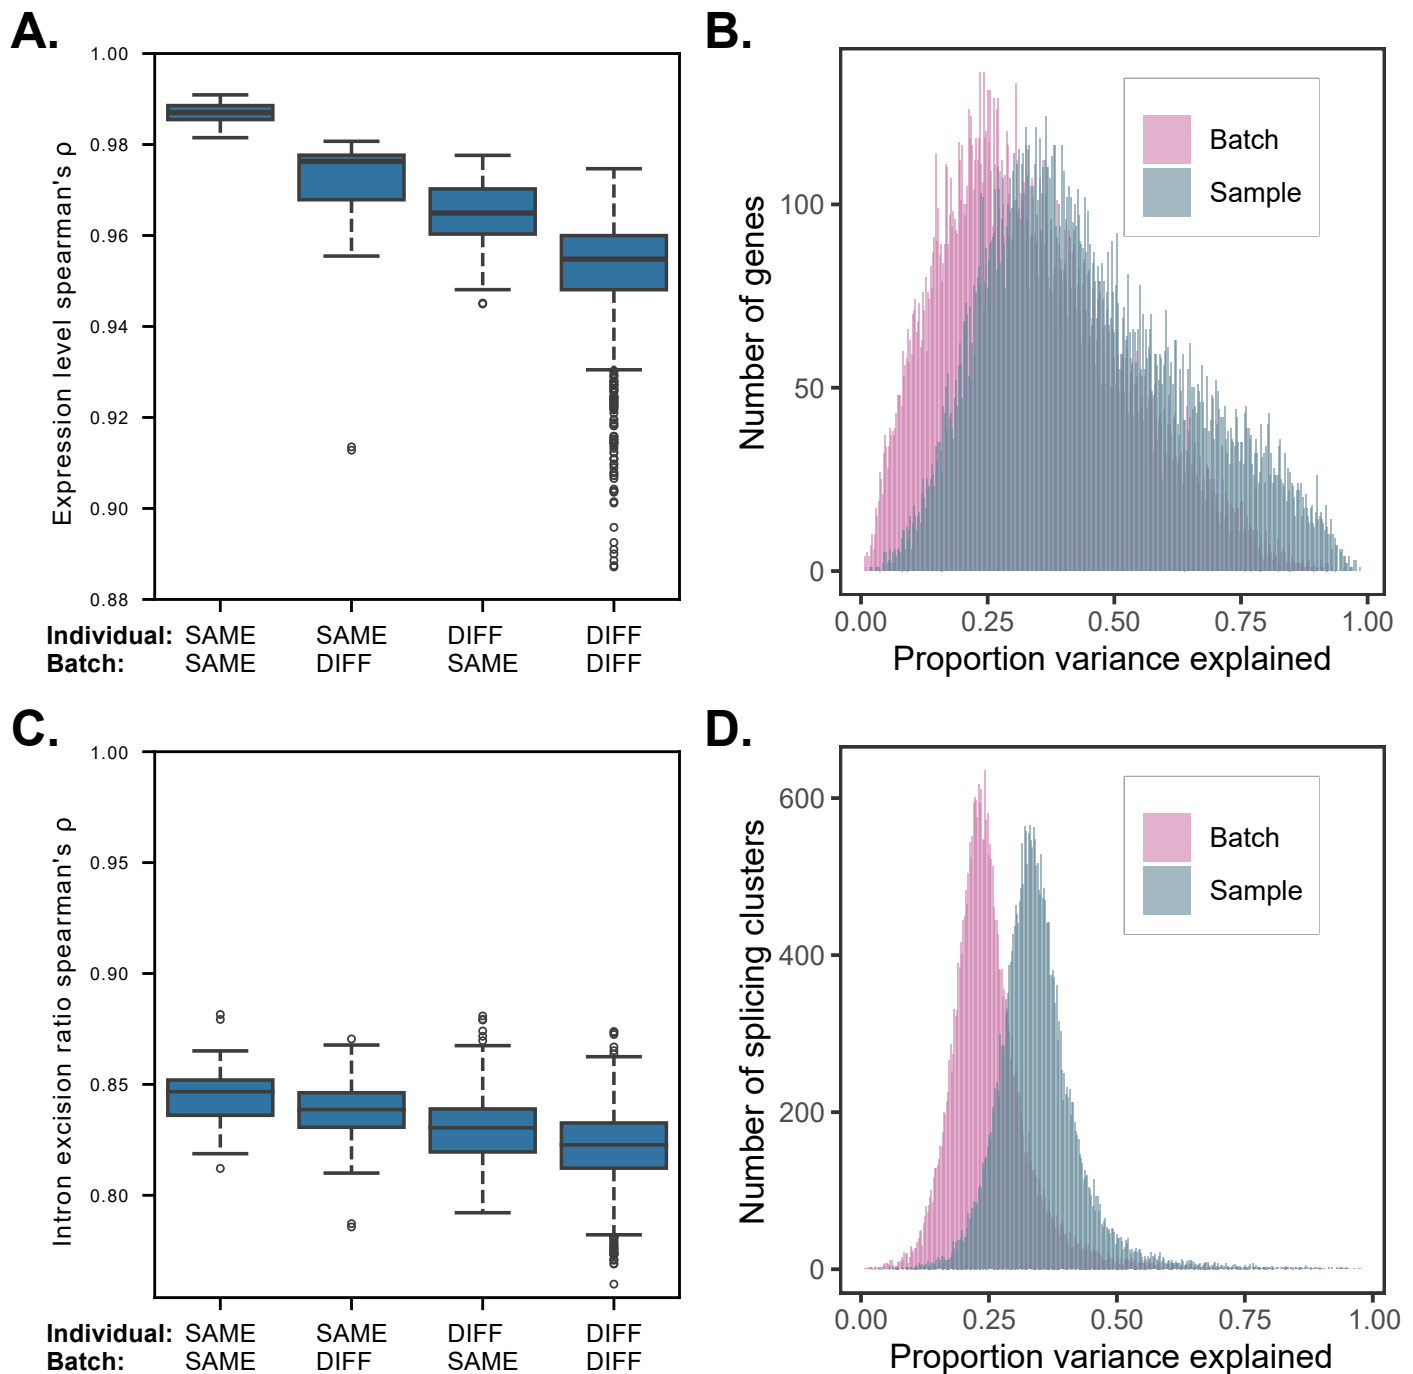 A.
1.00
0.98
0.96
0.94
0.92
0.90
0.88
Expression level spearman's ρ
Individual: SAME SAME DIFF DIFF
Batch: SAME DIFF SAME DIFF
B.
100
50
0
Number of genes
Batch
Sample
0.00 0.25 0.50 0.75 1.00
Proportion variance explained
C.
1.00
0.95
0.90
0.85
0.80
Intron excision ratio spearman's ρ
Individual: SAME SAME DIFF DIFF
Batch: SAME DIFF SAME DIFF
D.
600
400
200
0
Number of splicing clusters
Batch
Sample
0.00 0.25 0.50 0.75 1.00
Proportion variance explained